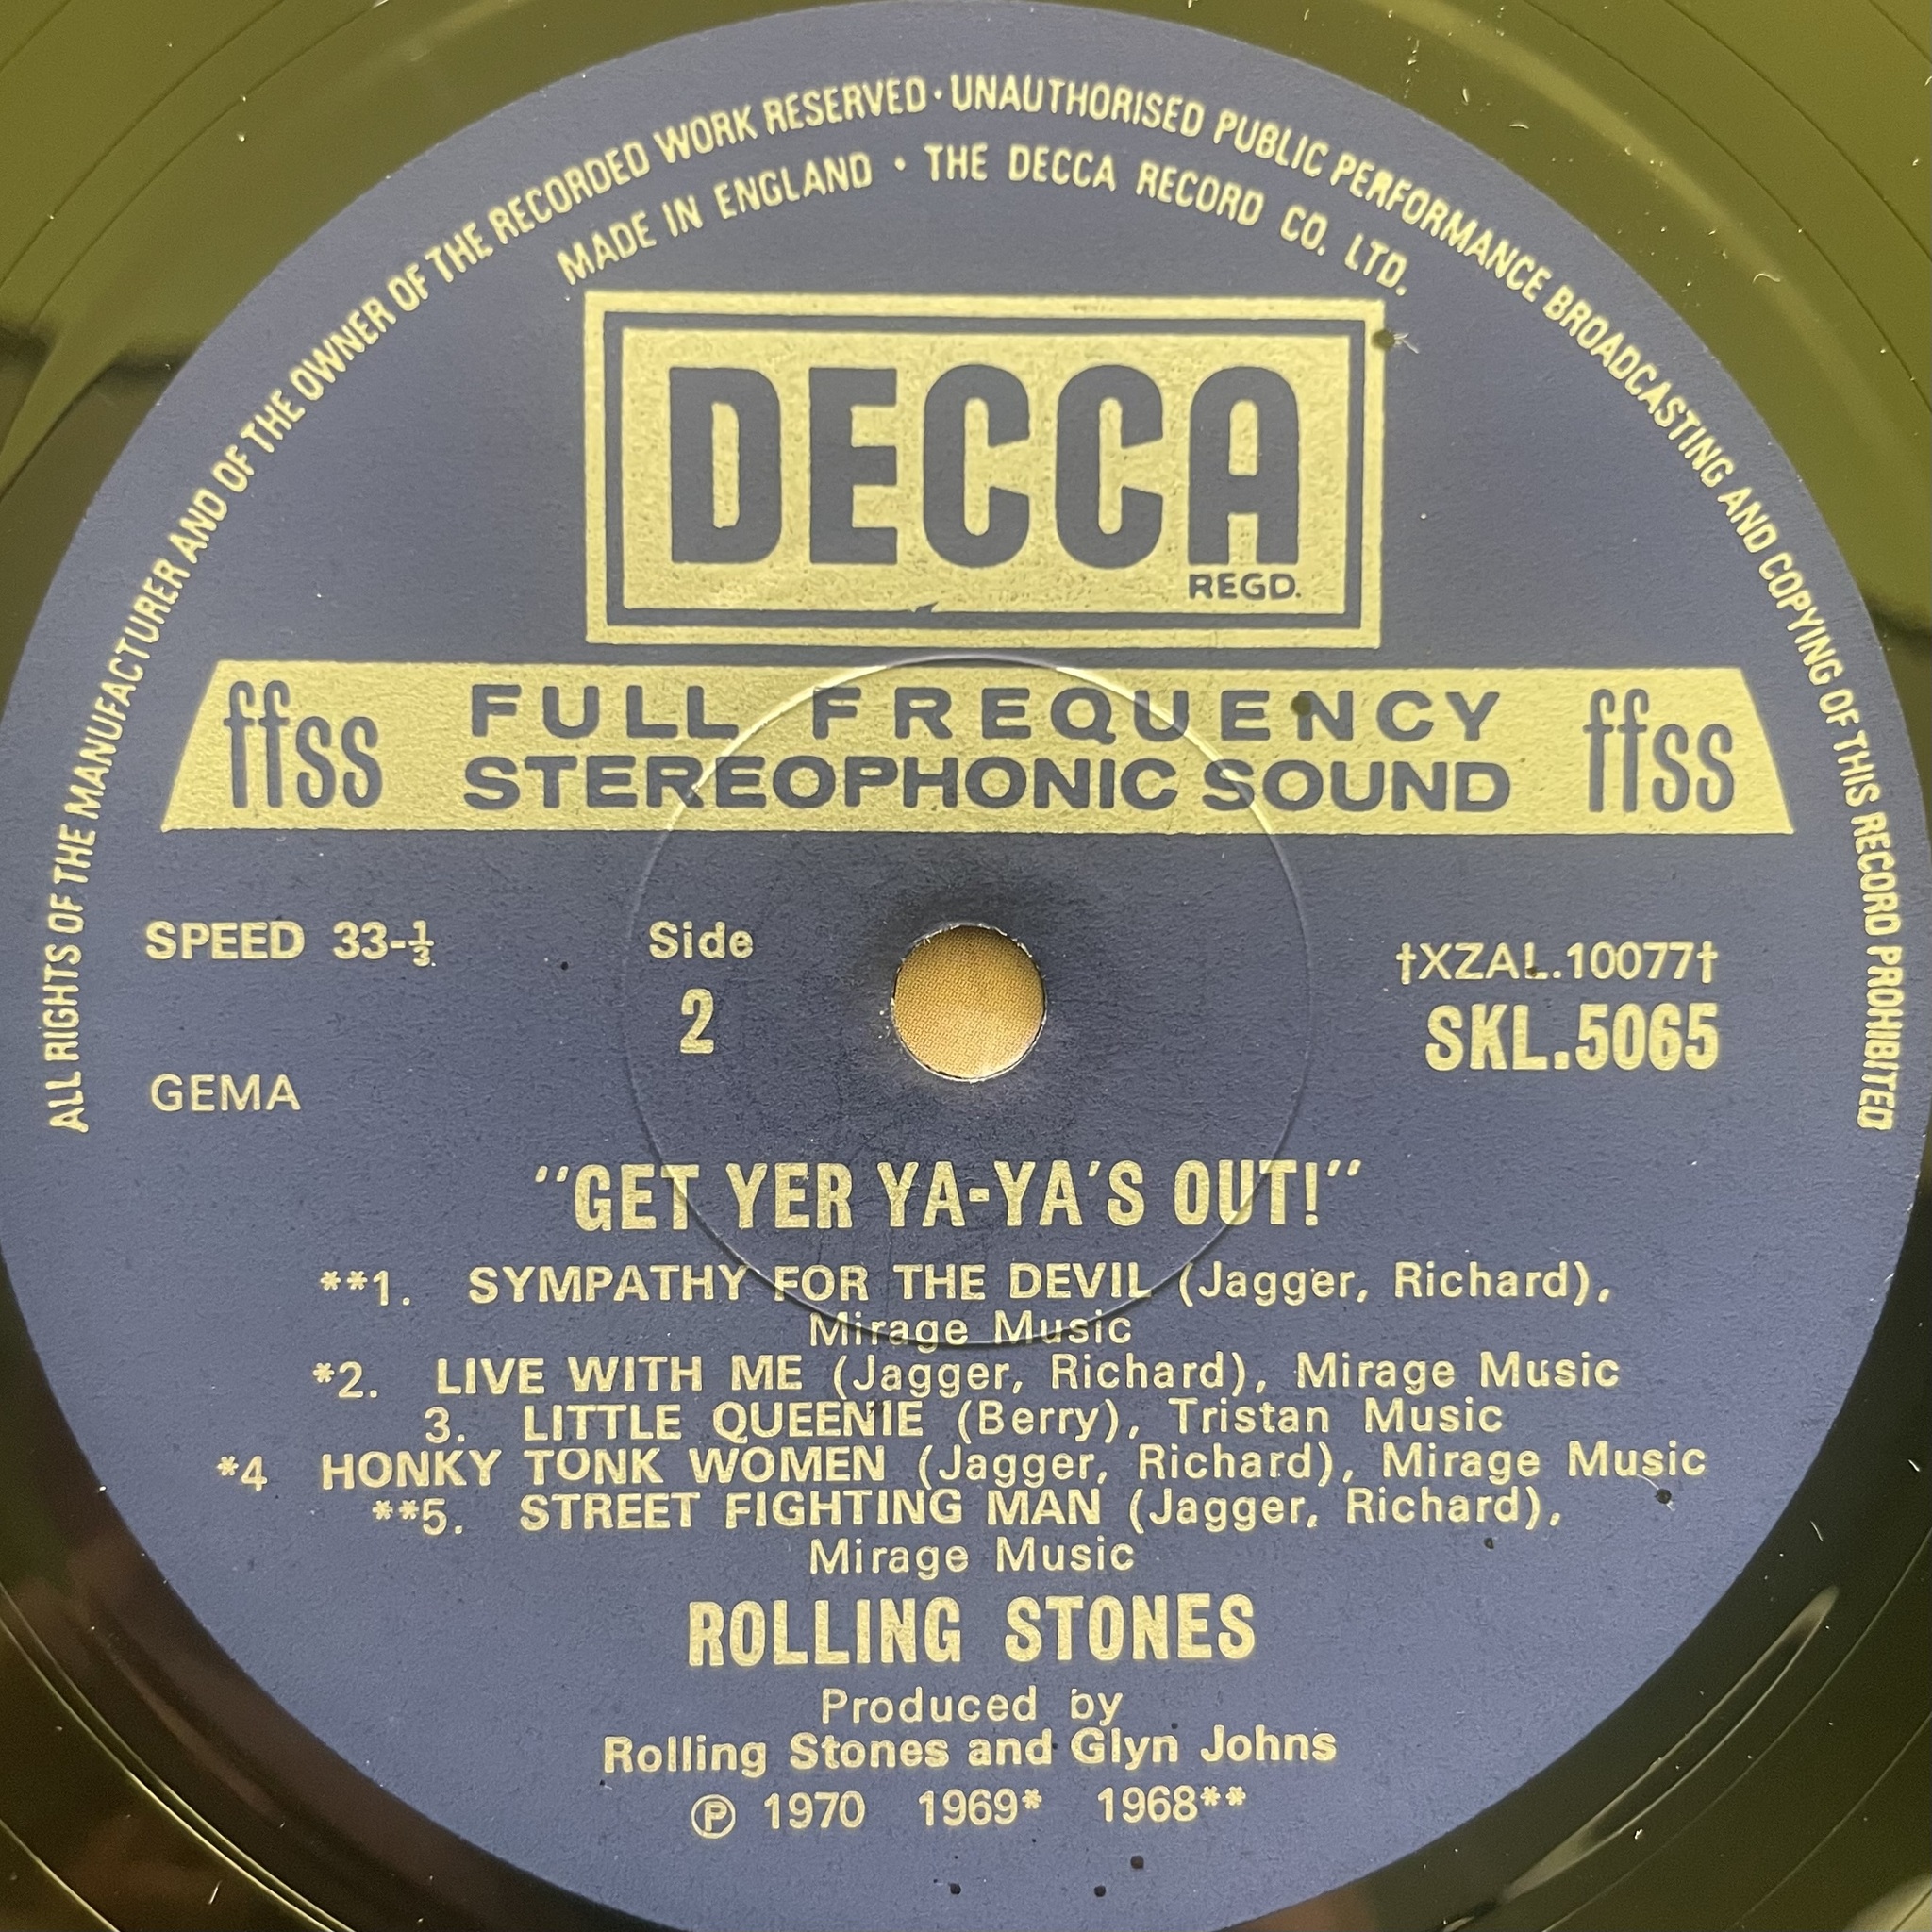 ALL RIGHTS OF THE MANUFACTURER AND OF THE OWNER OF THE RECORDED WORK RESERVED · UNAUTHORISED PUBLIC PERFORMANCE BROADCASTING AND COPYING OF THIS RECORD PROHIBITED
MADE IN ENGLAND · THE DECCA RECORD CO. LTD.
DECCA
REGD.
ffss FULL FREQUENCY STEREOPHONIC SOUND ffss
SPEED 33-⅓ Side †XZAL.10077†
2 SKL.5065
GEMA
"GET YER YA-YA'S OUT!"
**1. SYMPATHY FOR THE DEVIL (Jagger, Richard),
Mirage Music
*2. LIVE WITH ME (Jagger, Richard), Mirage Music
3. LITTLE QUEENIE (Berry), Tristan Music
*4 HONKY TONK WOMEN (Jagger, Richard), Mirage Music
**5. STREET FIGHTING MAN (Jagger, Richard),
Mirage Music
ROLLING STONES
Produced by
Rolling Stones and Glyn Johns
℗ 1970 1969* 1968**